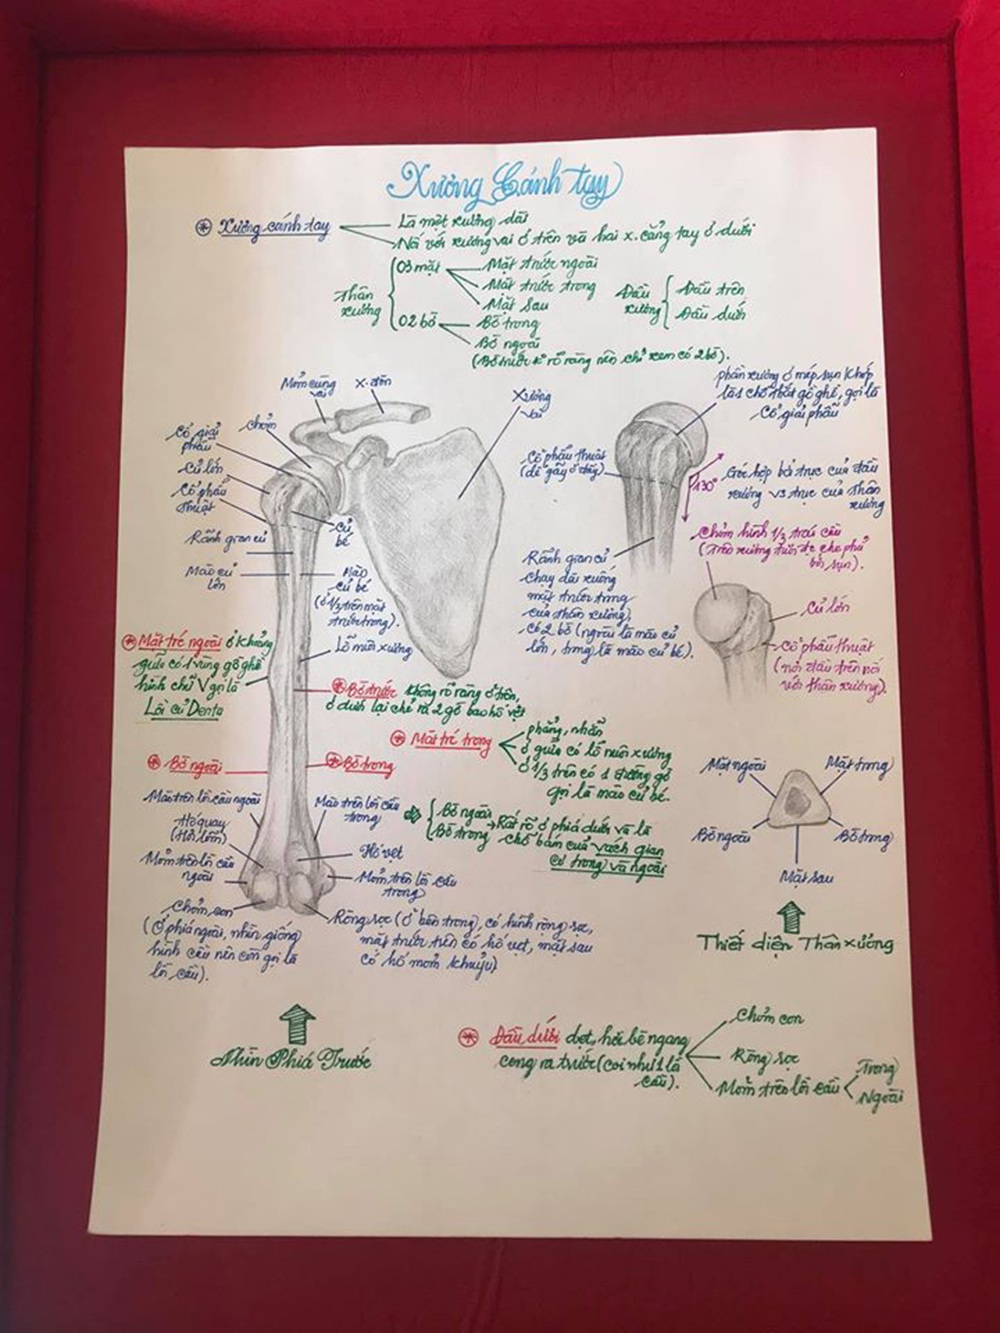 Xương Cánh tay
Xương cánh tay
Là một xương dài
Nối với xương vai ở trên và hai x. cẳng tay ở dưới
Thân
xương
03 mặt
Mặt trước ngoài
Mặt trước trong
Mặt sau
02 bờ
Bờ trong
Bờ ngoài
(Bờ trước k rõ ràng nên chỉ xem có 2 bờ).
Đầu
xương
Đầu trên
Đầu dưới
Mỏm cùng
vai
X. đòn
Xương
vai
Cổ giải
phẫu
chỏm
Củ lớn
Cổ phẫu
thuật
Rãnh gian củ
Mào củ
lớn
Củ
bé
Mào
củ bé
(ở 1/3 trên mặt
trước trong).
Lỗ nuôi xương
phần xương ở mép sụn khớp
là 1 chỗ thắt gồ ghề, gọi là
Cổ giải phẫu
Cổ phẫu thuật
(dễ gãy ở đây)
130°
Góc hợp bởi trục của đầu
xương vs trục của thân
xương
Rãnh gian củ
chạy dài xuống
mặt trước trong
của thân xương,
có 2 bờ (ngoài là mào củ
lớn, trong là mào củ bé).
Chỏm hình 1/3 trái cầu
(Trên xương tươi đc che phủ
bởi sụn).
Củ lớn
Cổ phẫu thuật
(nơi đầu trên nối
với thân xương).
Mặt trc ngoài ở khoảng
giữa có 1 vùng gồ ghề
hình chữ V gọi là
Lồi củ Denta
Bờ trước không rõ ràng ở trên,
ở dưới lại chia ra 2 gờ bao hố vẹt
Mặt trc trong
phẳng, nhẵn
ở giữa có lỗ nuôi xương
ở 1/3 trên có 1 đường gồ
gọi là mào củ bé.
Bờ ngoài
Bờ trong
Mào trên lồi cầu ngoài
Hố quay
(Hố lõm)
Mỏm trên lồi cầu
ngoài
Chỏm con
(Ở phía ngoài, nhìn giống
hình cầu nên còn gọi là
lồi cầu).
Mào trên lồi cầu
trong
Bờ ngoài
Bờ trong
Rất rõ ở phía dưới và là
chỗ bám của vách gian
cơ trong và ngoài
Hố vẹt
Mỏm trên lồi cầu
trong
Ròng rọc (Ở bên trong), có hình ròng rọc,
mặt trước trên có hố vẹt, mặt sau
có hố mỏm khuỷu)
Mặt ngoài
Mặt trong
Bờ ngoài
Bờ trong
Mặt sau
Thiết diện Thân xương
Nhìn Phía Trước
Đầu dưới dẹt, hơi bè ngang
cong ra trước (coi như 1 lồi
cầu).
Chỏm con
Ròng rọc
Mỏm trên lồi cầu
Trong
Ngoài